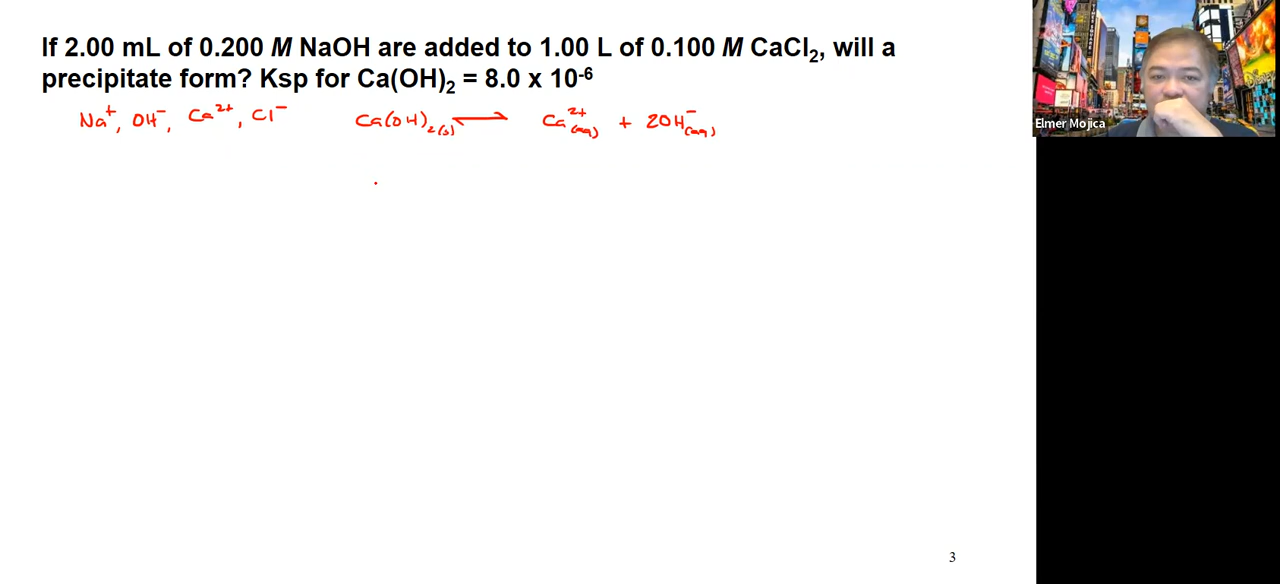 If 2.00 mL of 0.200 M NaOH are added to 1.00 L of 0.100 M CaCl₂, will a
precipitate form? Ksp for Ca(OH)₂ = 8.0 x 10⁻⁶
Na⁺, OH⁻, Ca²⁺, Cl⁻ Ca(OH)₂(s) ⇌ Ca²⁺(aq) + 2OH⁻(aq)
Elmer Mojica
3